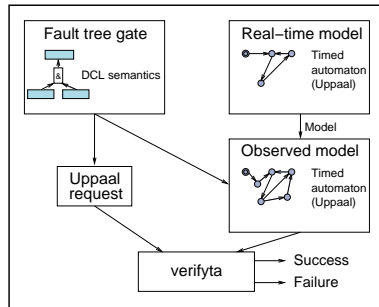 Fault tree gate
&
DCL semantics
Real-time model
Timed
automaton
(Uppaal)
Model
Observed model
Timed
automaton
(Uppaal)
Uppaal
request
verifyta
Success
Failure